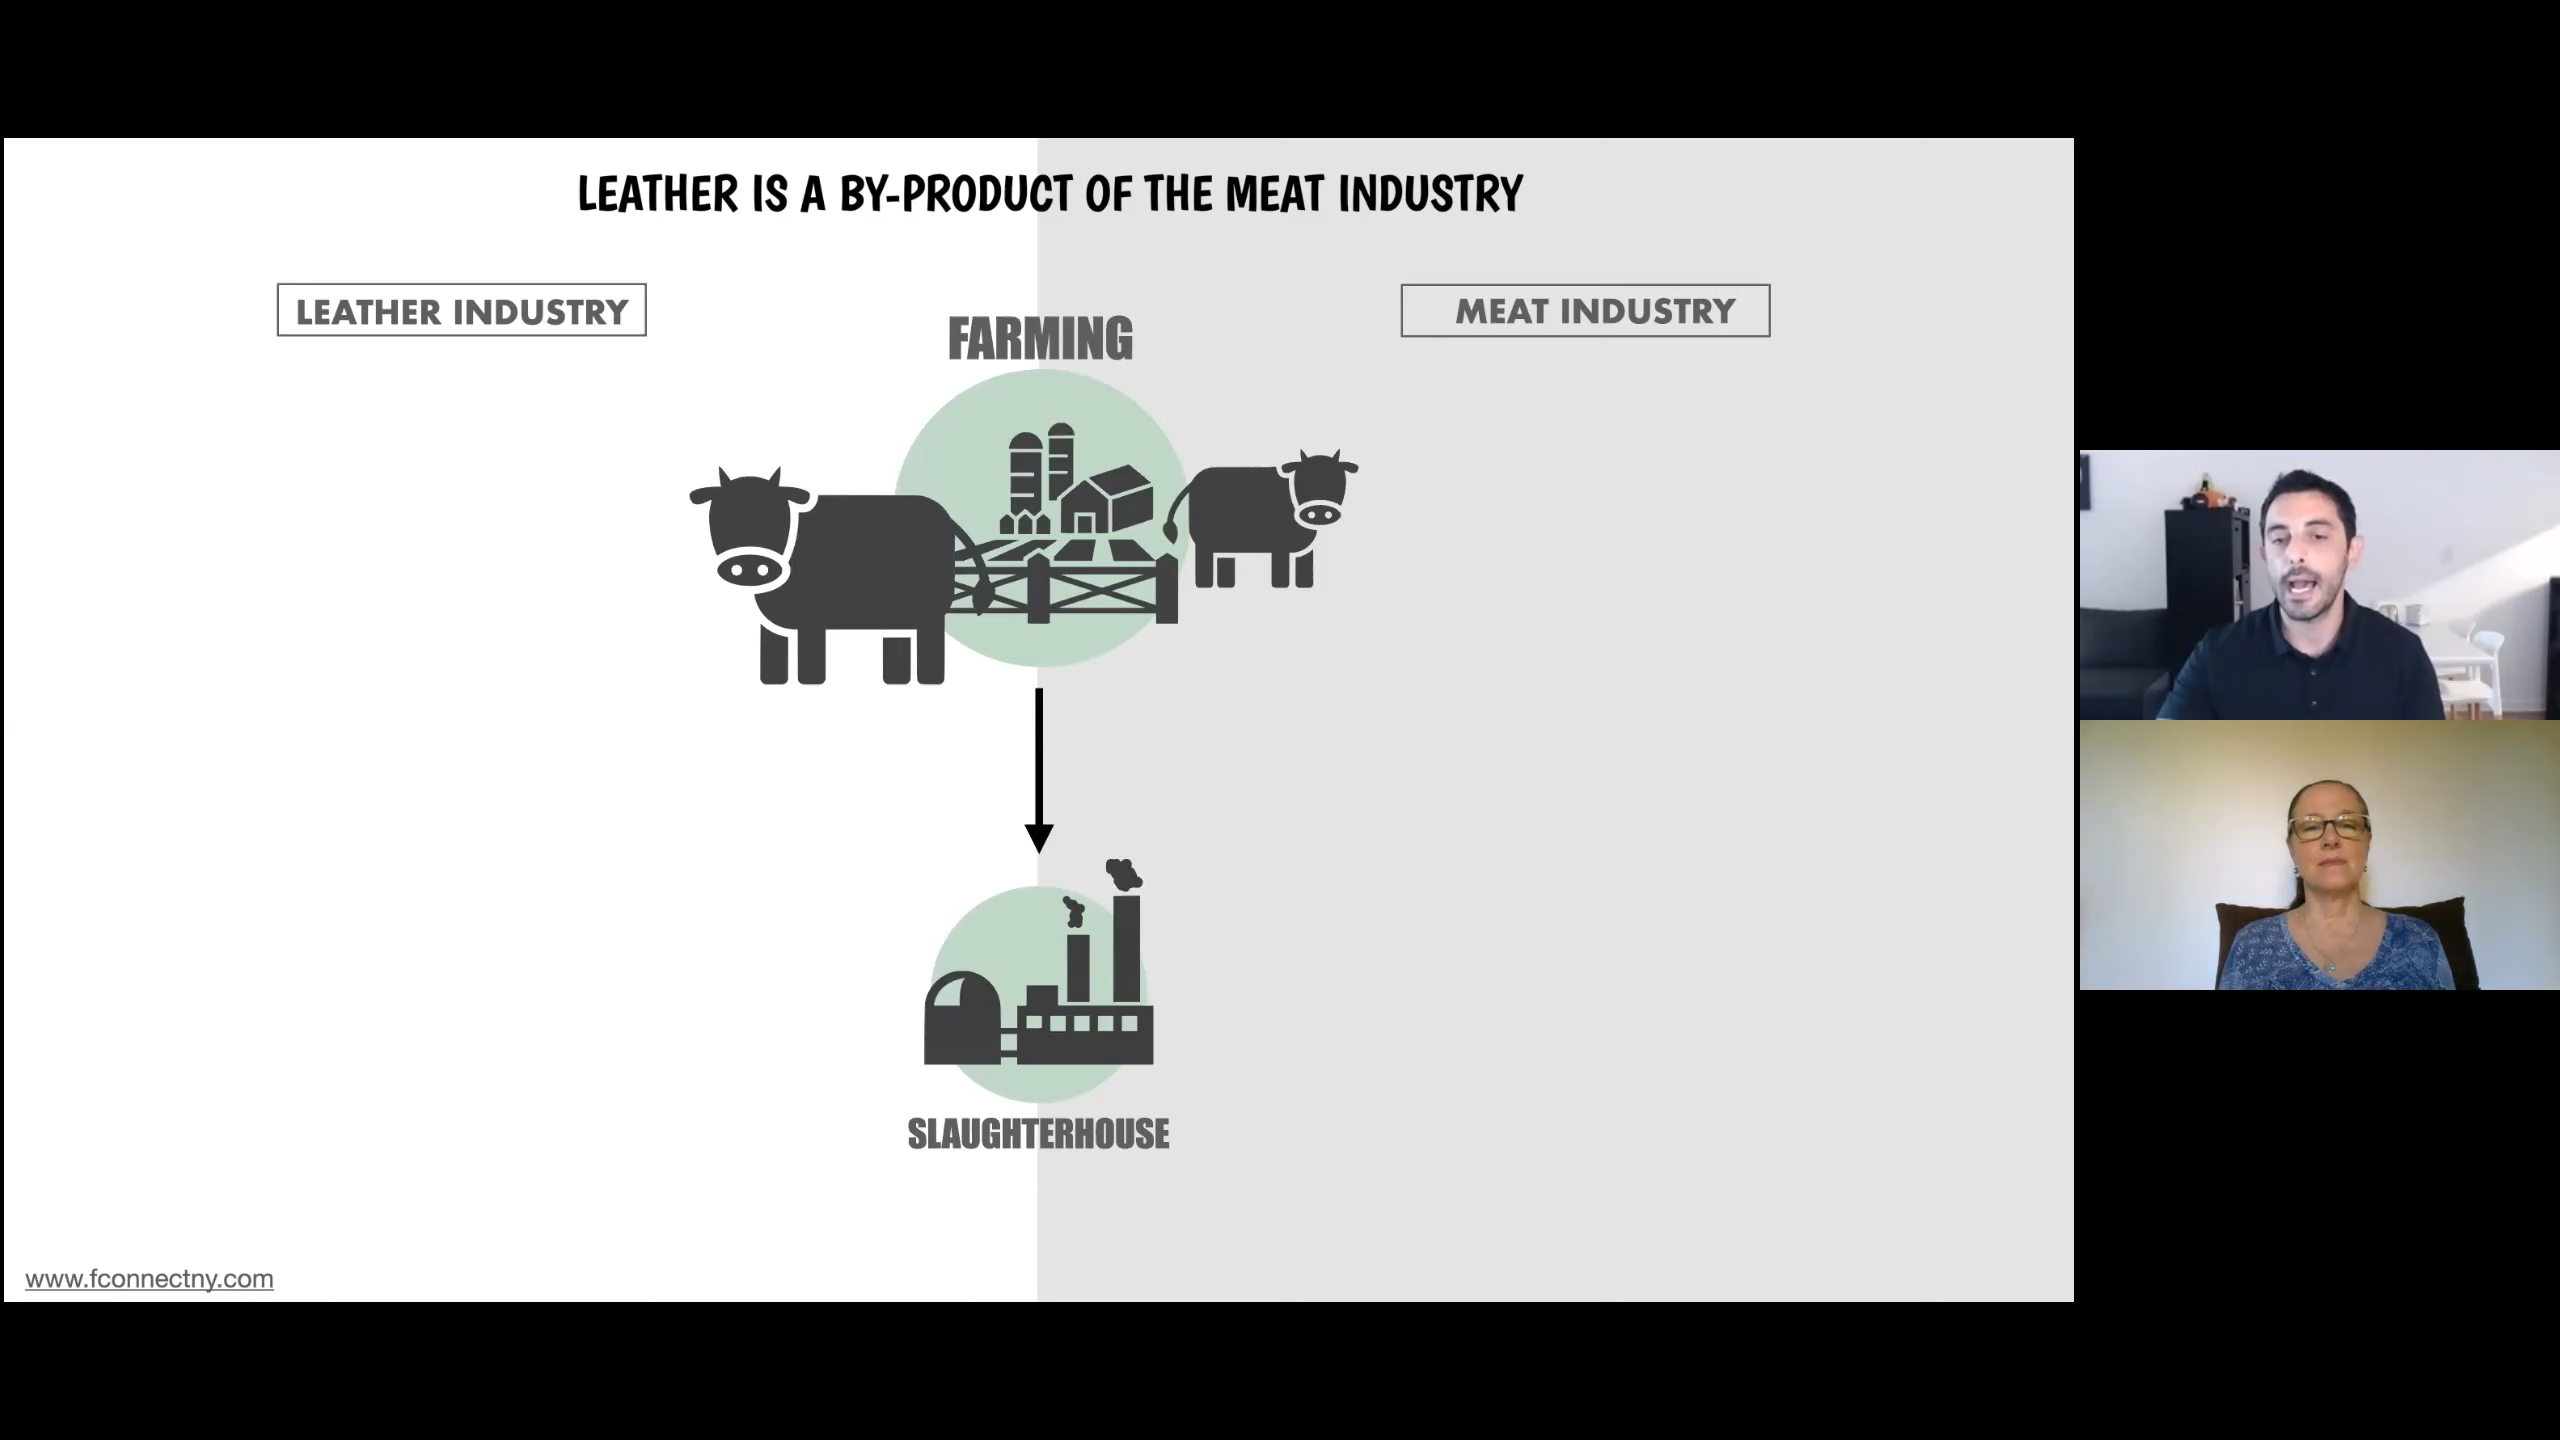 LEATHER IS A BY-PRODUCT OF THE MEAT INDUSTRY
LEATHER INDUSTRY
MEAT INDUSTRY
FARMING
SLAUGHTERHOUSE
www.fconnectny.com